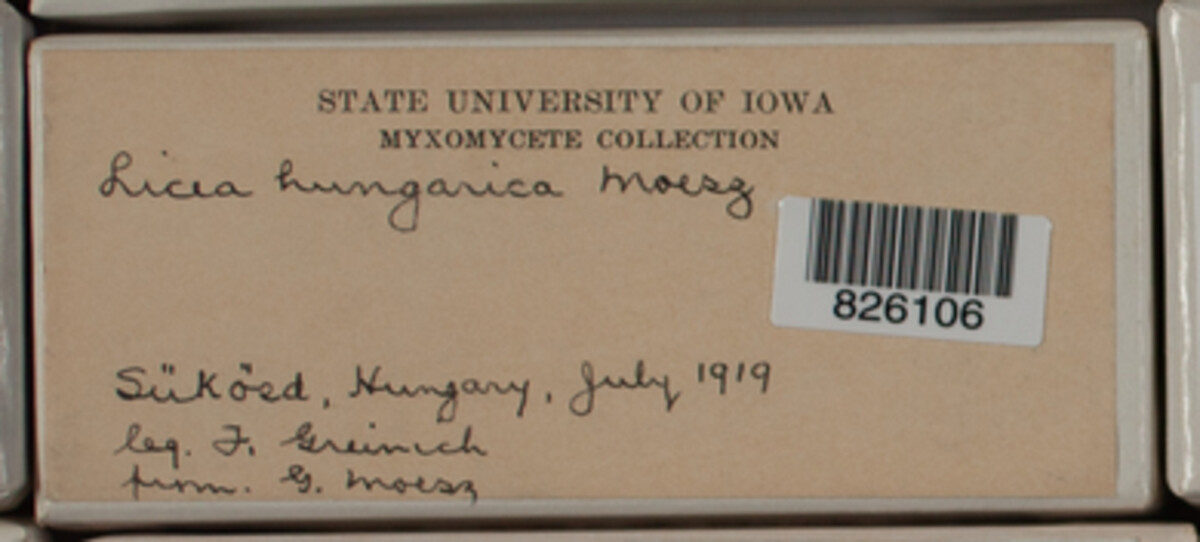 STATE UNIVERSITY OF IOWA
MYXOMYCETE COLLECTION
Licea hungarica Moesz
826106
Sükösd, Hungary, July 1919
leg. F. Greinich
from. G. Moesz